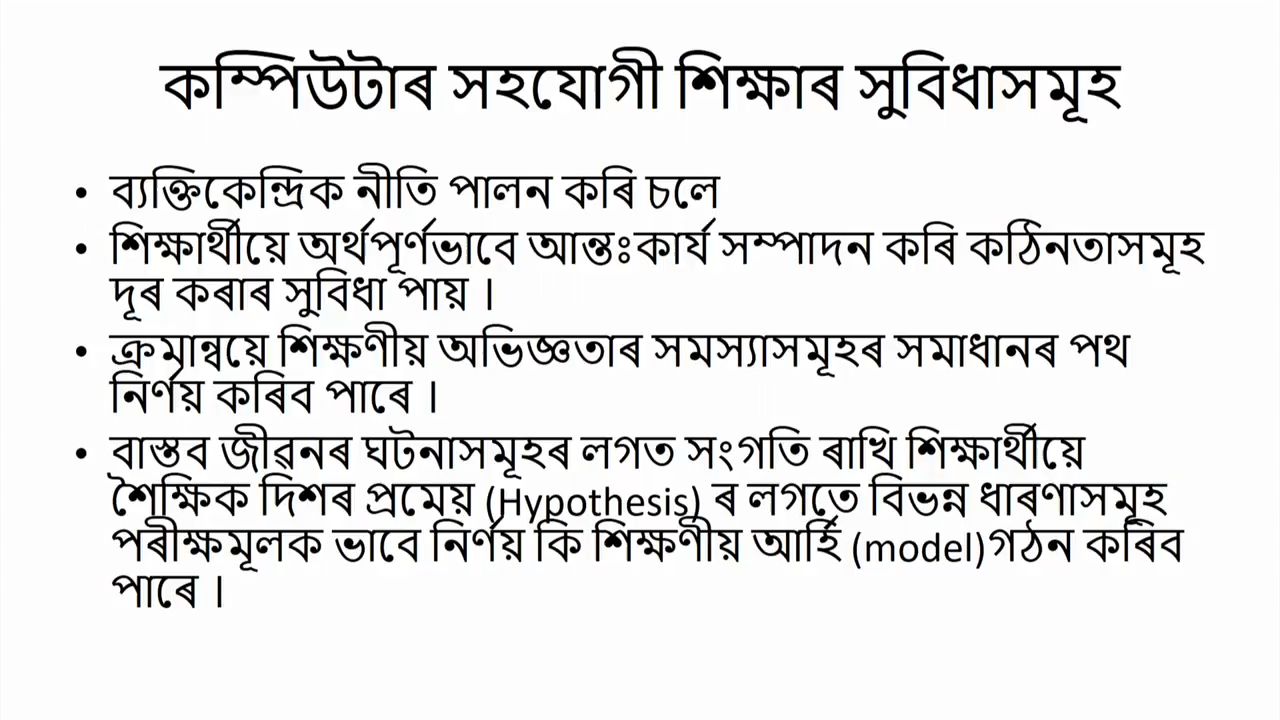 কম্পিউটাৰ সহযোগী শিক্ষাৰ সুবিধাসমূহ
• ব্যক্তিকেন্দ্ৰিক নীতি পালন কৰি চলে
• শিক্ষাৰ্থীয়ে অৰ্থপূৰ্ণভাবে আন্তঃকাৰ্য সম্পাদন কৰি কঠিনতাসমূহ
দূৰ কৰাৰ সুবিধা পায় ।
• ক্ৰমান্বয়ে শিক্ষণীয় অভিজ্ঞতাৰ সমস্যাসমূহৰ সমাধানৰ পথ
নিৰ্ণয় কৰিব পাৰে ।
• বাস্তব জীৱনৰ ঘটনাসমূহৰ লগত সংগতি ৰাখি শিক্ষাৰ্থীয়ে
শৈক্ষিক দিশৰ প্ৰমেয় (Hypothesis) ৰ লগতে বিভন্ন ধাৰণাসমূহ
পৰীক্ষমূলক ভাবে নিৰ্ণয় কি শিক্ষণীয় আৰ্হি (model)গঠন কৰিব
পাৰে ।